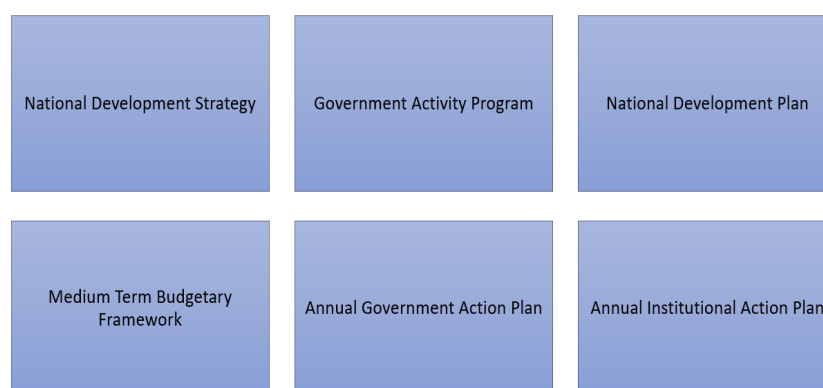 National Development Strategy
Government Activity Program
National Development Plan
Medium Term Budgetary
Framework
Annual Government Action Plan
Annual Institutional Action Plan